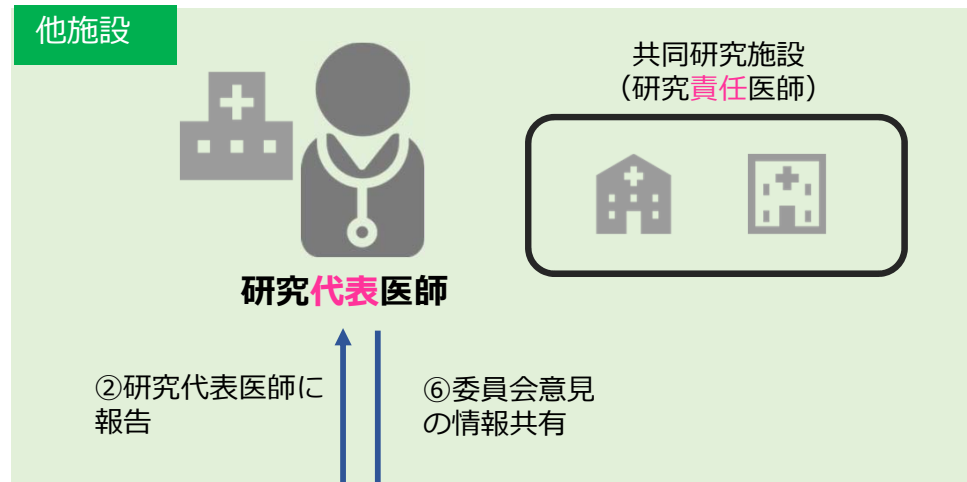 他施設
共同研究施設
（研究責任医師）
研究代表医師
②研究代表医師に
報告
⑥委員会意見
の情報共有